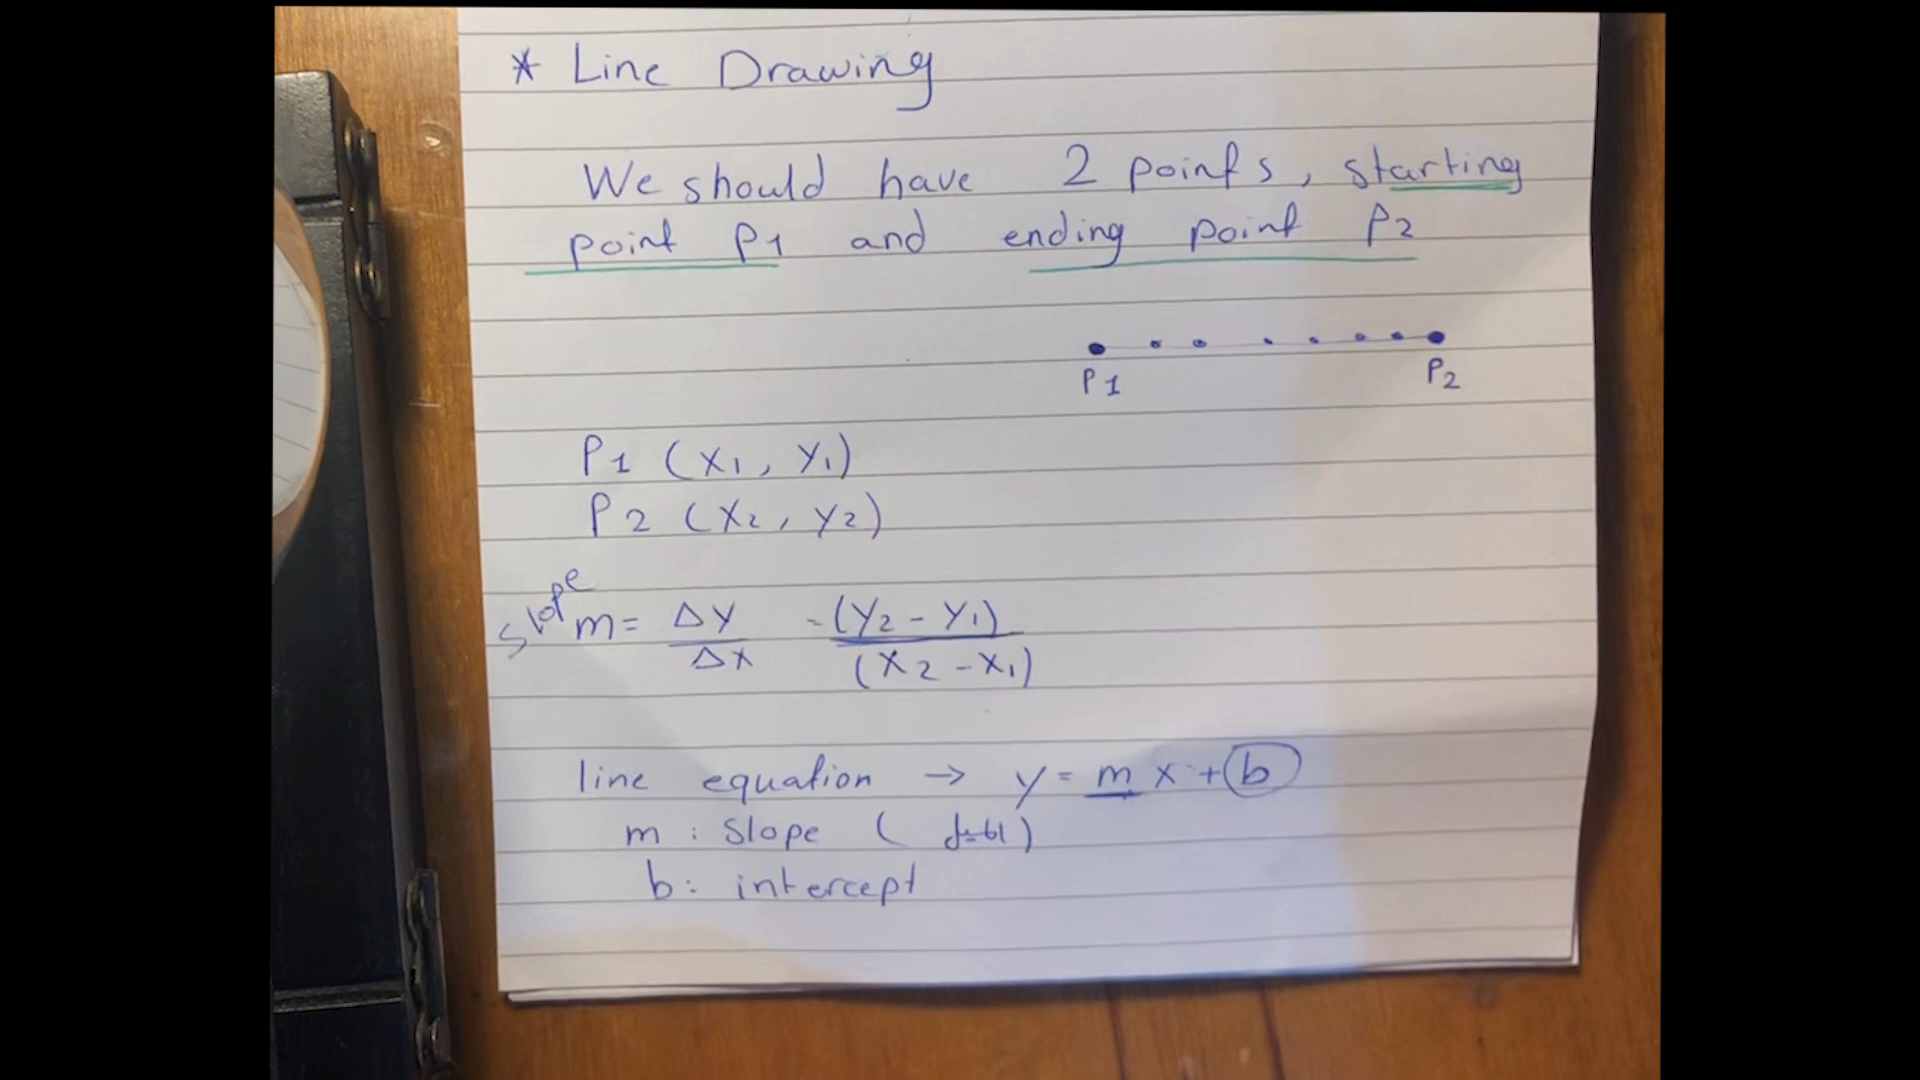 * Line Drawing
We should have 2 points, starting
point P1 and ending point P2
P1 P2
P1 (x1, y1)
P2 (x2, y2)
slope m = Δy / Δx = (y2 - y1) / (x2 - x1)
line equation → y = m x + b
m : slope ( )
b : intercept